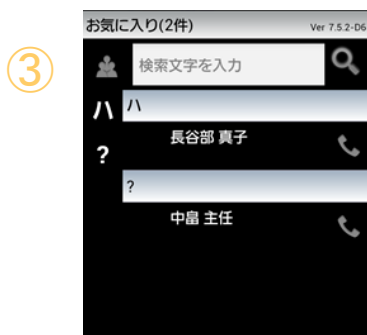 ③
お気に入り(2件) Ver 7.5.2-D6
検索文字を入力
ハ ハ
長谷部 真子
?
?
中畠 主任